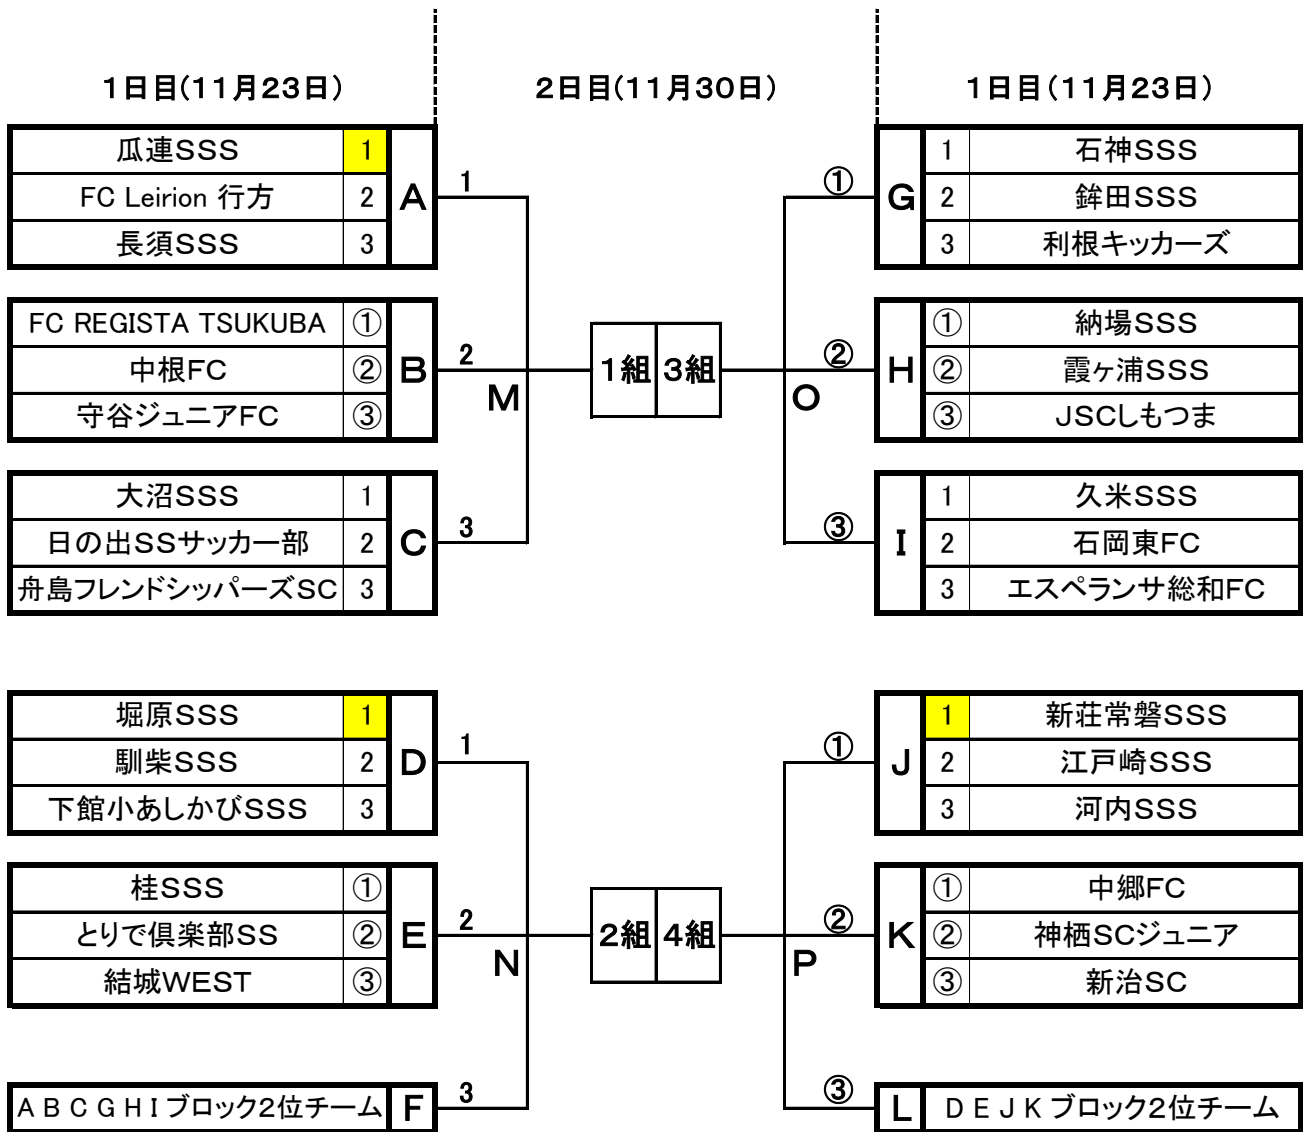 1日目(11月23日)
2日目(11月30日)
1日目(11月23日)
瓜連SSS 1
FC Leirion 行方 2
長須SSS 3
A
1
FC REGISTA TSUKUBA ①
中根FC ②
守谷ジュニアFC ③
B
2
M
大沼SSS 1
日の出SSサッカー部 2
舟島フレンドシッパーズSC 3
C
3
1組 3組
①
G
1 石神SSS
2 鉾田SSS
3 利根キッカーズ
②
O
H
① 納場SSS
② 霞ヶ浦SSS
③ JSCしもつま
③
I
1 久米SSS
2 石岡東FC
3 エスペランサ総和FC
堀原SSS 1
馴柴SSS 2
下館小あしかびSSS 3
D
1
桂SSS ①
とりで倶楽部SS ②
結城WEST ③
E
2
N
ABCGHIブロック2位チーム F
3
2組 4組
①
J
1 新荘常磐SSS
2 江戸崎SSS
3 河内SSS
②
P
K
① 中郷FC
② 神栖SCジュニア
③ 新治SC
③
L DEJKブロック2位チーム